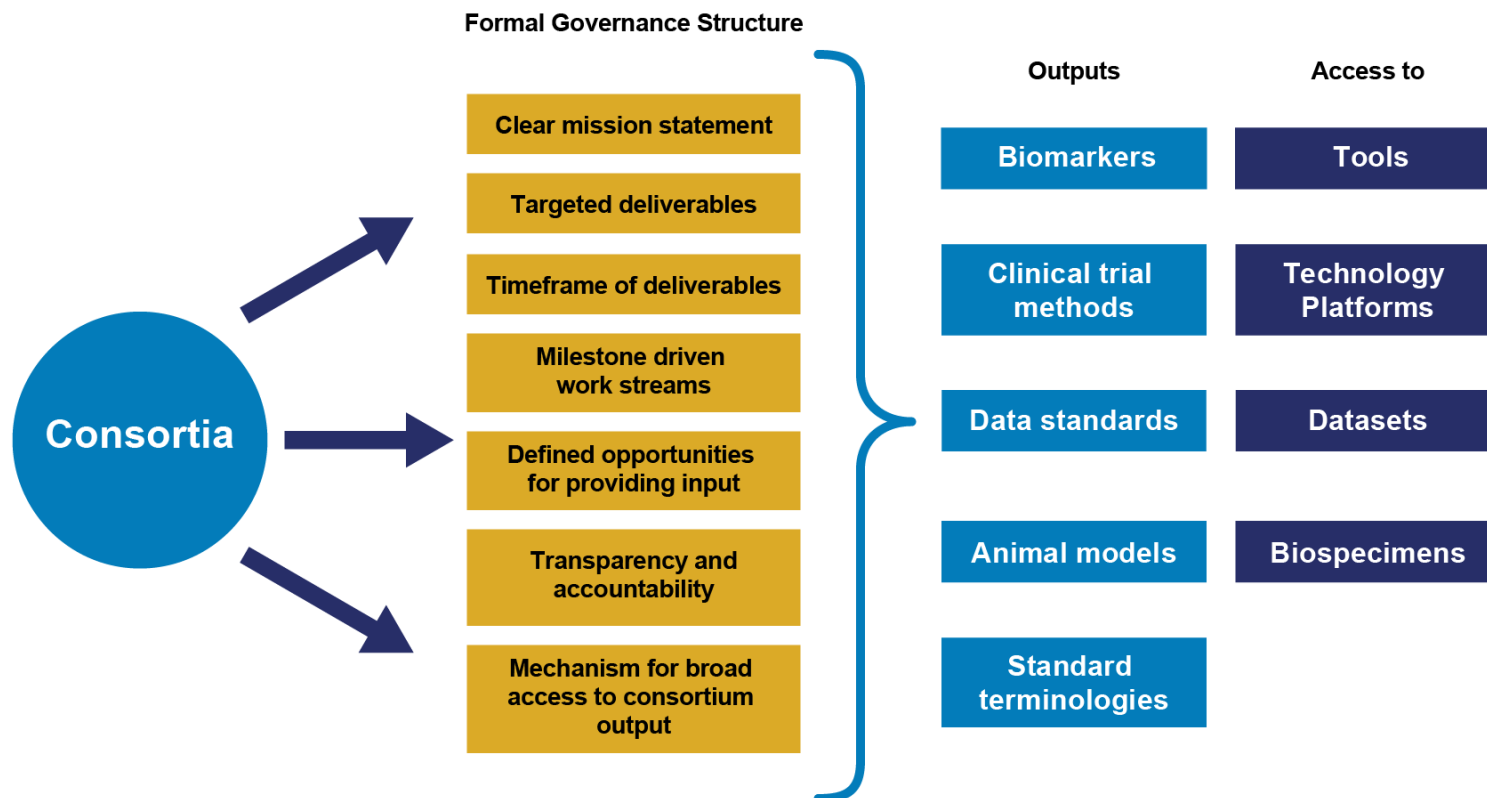 Formal Governance Structure
Consortia
Clear mission statement
Targeted deliverables
Timeframe of deliverables
Milestone driven
work streams
Defined opportunities
for providing input
Transparency and
accountability
Mechanism for broad
access to consortium
output
Outputs
Biomarkers
Clinical trial
methods
Data standards
Animal models
Standard
terminologies
Access to
Tools
Technology
Platforms
Datasets
Biospecimens